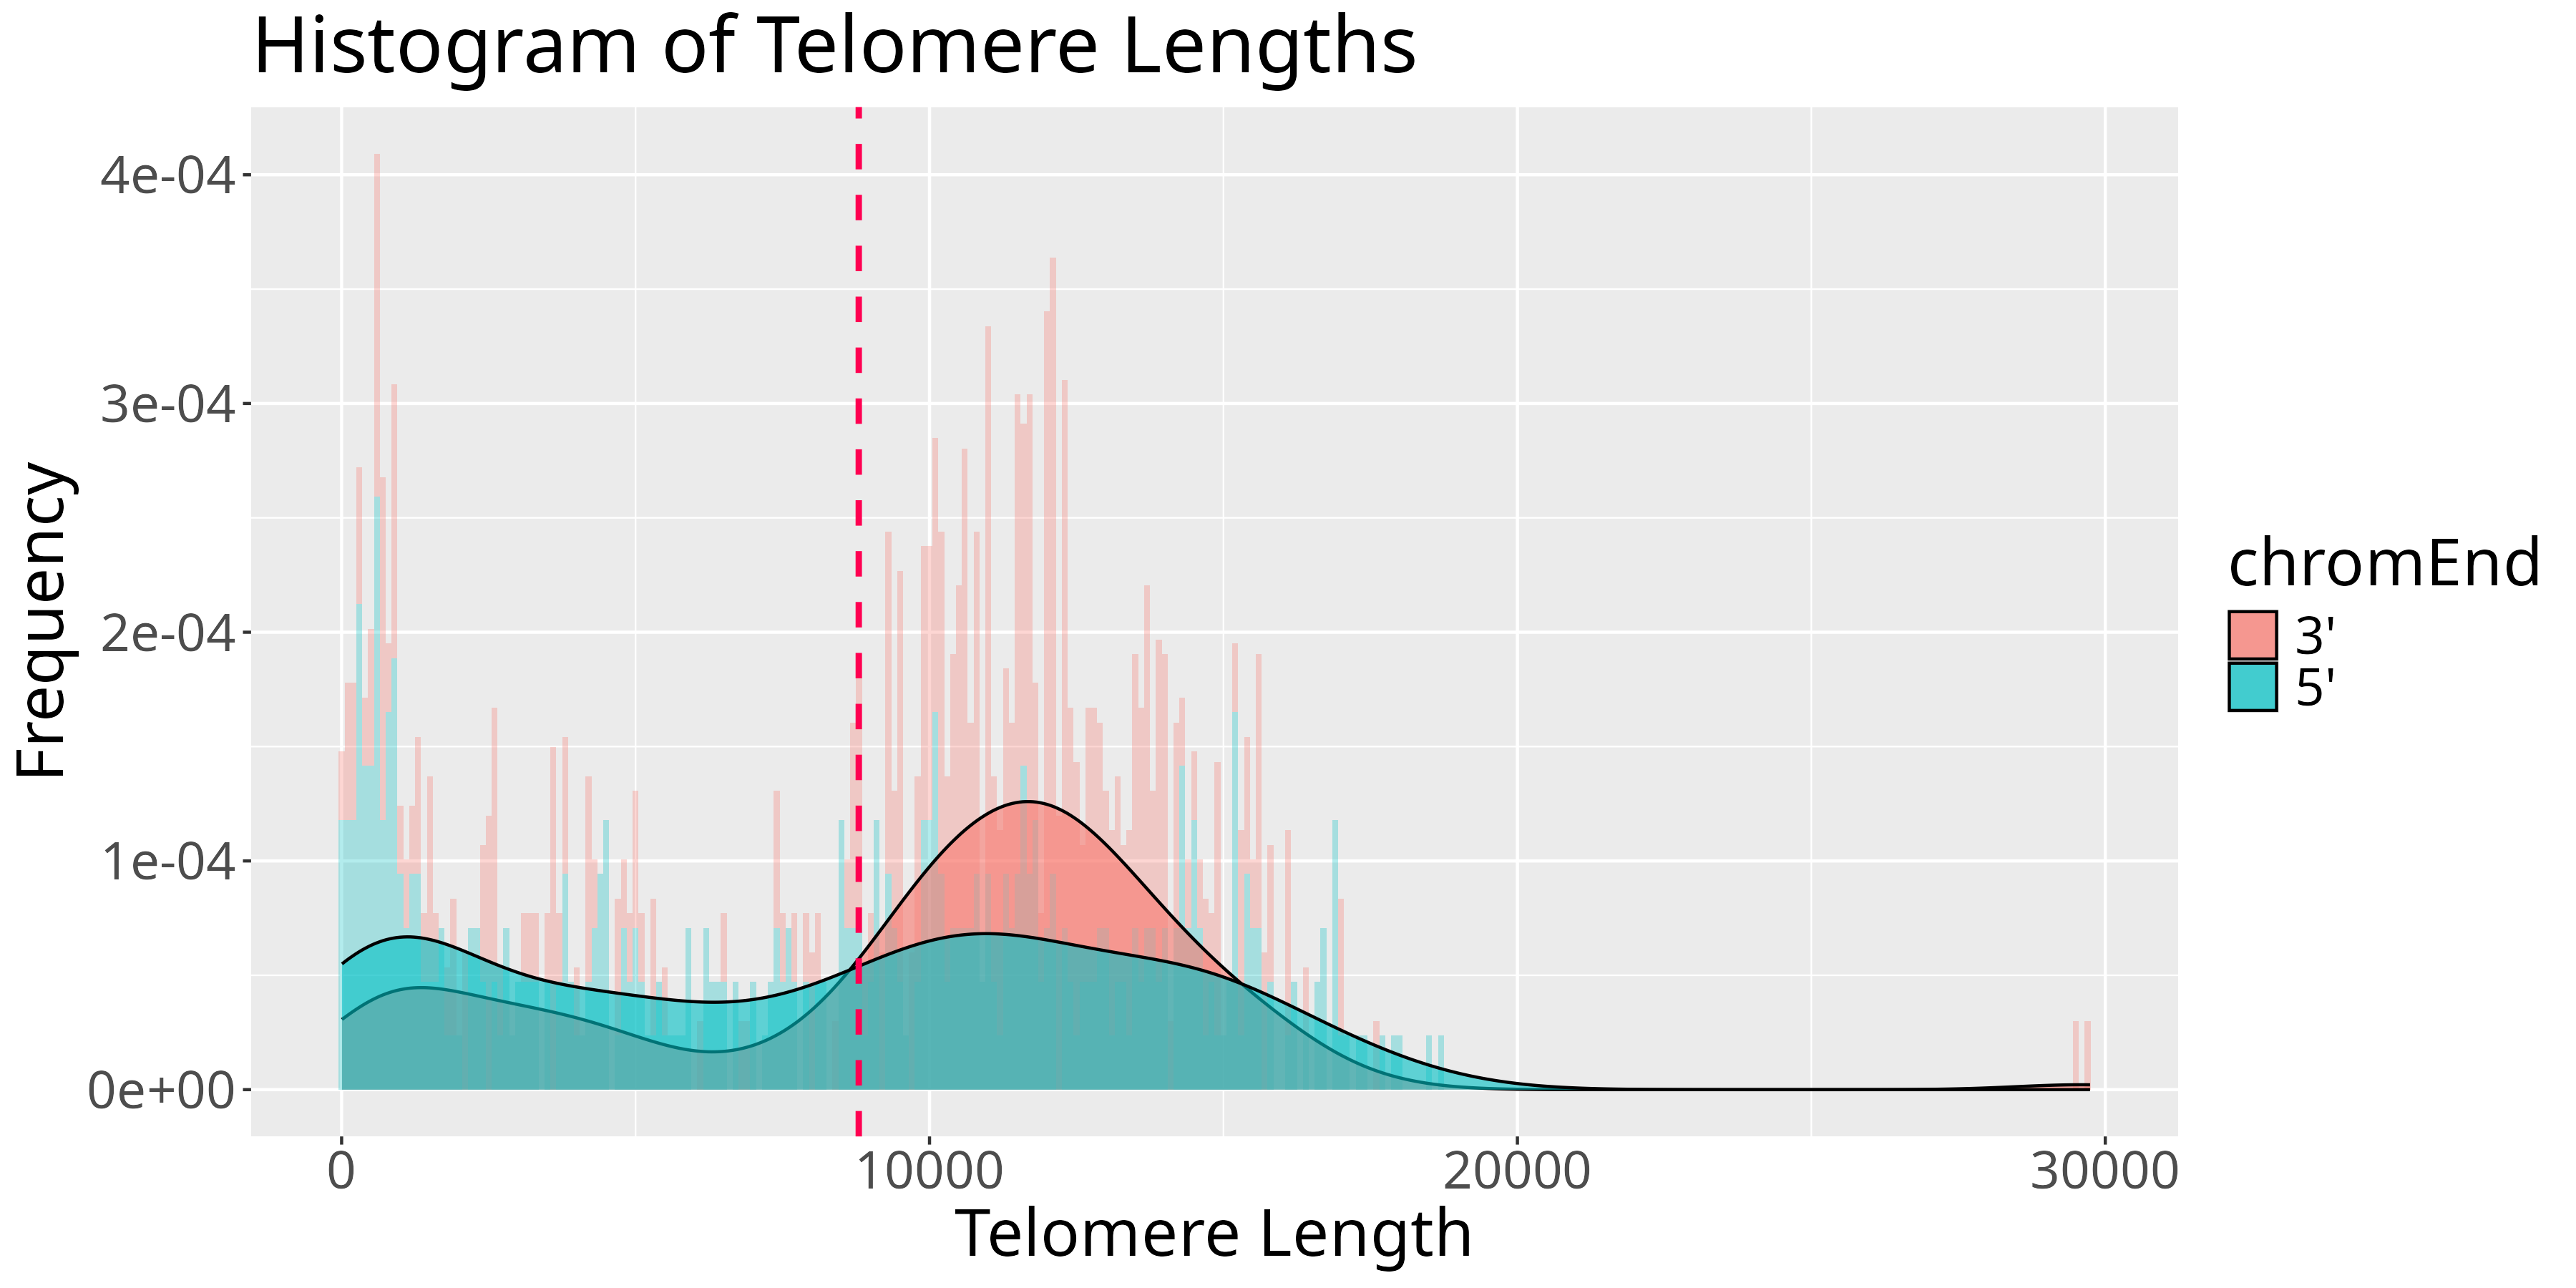 Histogram of Telomere Lengths
4e-04
3e-04
2e-04
1e-04
0e+00
Frequency
0
10000
20000
30000
Telomere Length
chromEnd
3'
5'